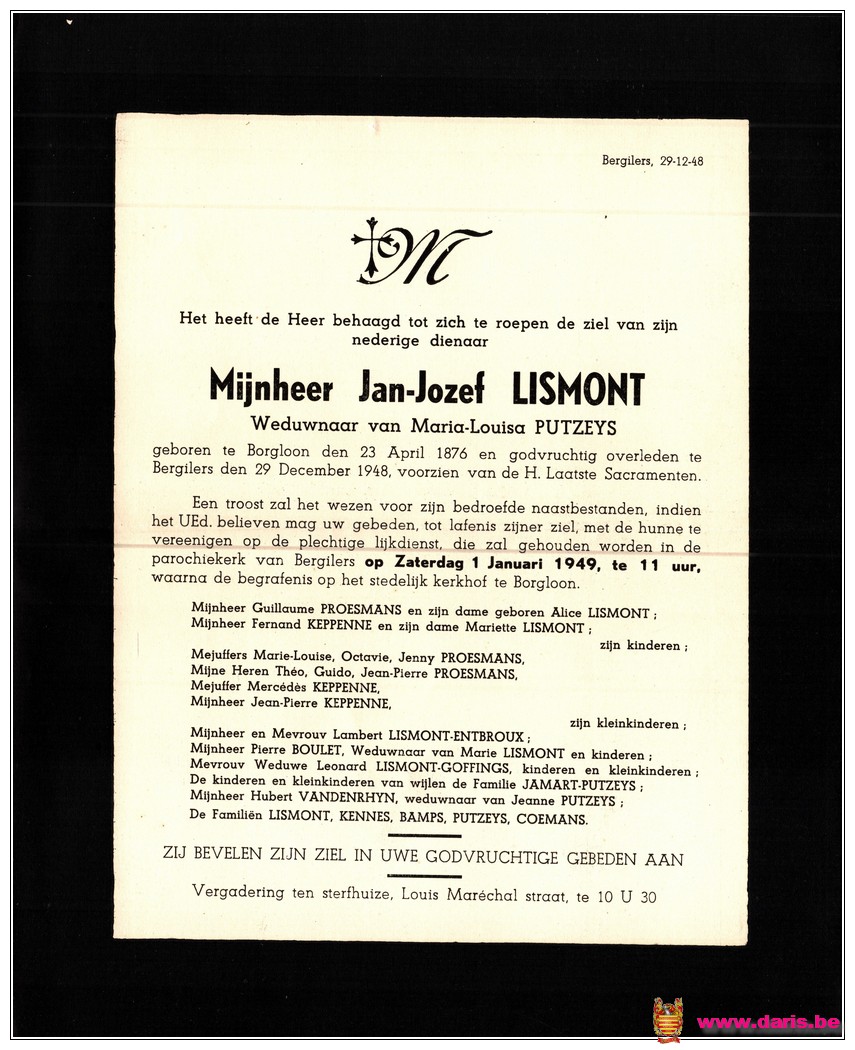 Bergilers, 29-12-48
M
Het heeft de Heer behaagd tot zich te roepen de ziel van zijn
nederige dienaar
Mijnheer Jan-Jozef LISMONT
Weduwnaar van Maria-Louisa PUTZEYS
geboren te Borgloon den 23 April 1876 en godvruchtig overleden te
Bergilers den 29 December 1948, voorzien van de H. Laatste Sacramenten.
Een troost zal het wezen voor zijn bedroefde naastbestanden, indien
het UEd. believen mag uw gebeden, tot lafenis zijner ziel, met de hunne te
vereenigen op de plechtige lijkdienst, die zal gehouden worden in de
parochiekerk van Bergilers op Zaterdag 1 Januari 1949, te 11 uur,
waarna de begrafenis op het stedelijk kerkhof te Borgloon.
Mijnheer Guillaume PROESMANS en zijn dame geboren Alice LISMONT ;
Mijnheer Fernand KEPPENNE en zijn dame Mariette LISMONT ;
zijn kinderen ;
Mejuffers Marie-Louise, Octavie, Jenny PROESMANS,
Mijne Heren Théo, Guido, Jean-Pierre PROESMANS,
Mejuffer Mercédès KEPPENNE,
Mijnheer Jean-Pierre KEPPENNE,
zijn kleinkinderen ;
Mijnheer en Mevrouv Lambert LISMONT-ENTBROUX ;
Mijnheer Pierre BOULET, Weduwnaar van Marie LISMONT en kinderen ;
Mevrouv Weduwe Leonard LISMONT-GOFFINGS, kinderen en kleinkinderen ;
De kinderen en kleinkinderen van wijlen de Familie JAMART-PUTZEYS ;
Mijnheer Hubert VANDENRHYN, weduwnaar van Jeanne PUTZEYS ;
De Familiën LISMONT, KENNES, BAMPS, PUTZEYS, COEMANS.
ZIJ BEVELEN ZIJN ZIEL IN UWE GODVRUCHTIGE GEBEDEN AAN
Vergadering ten sterfhuize, Louis Maréchal straat, te 10 U 30
www.daris.be